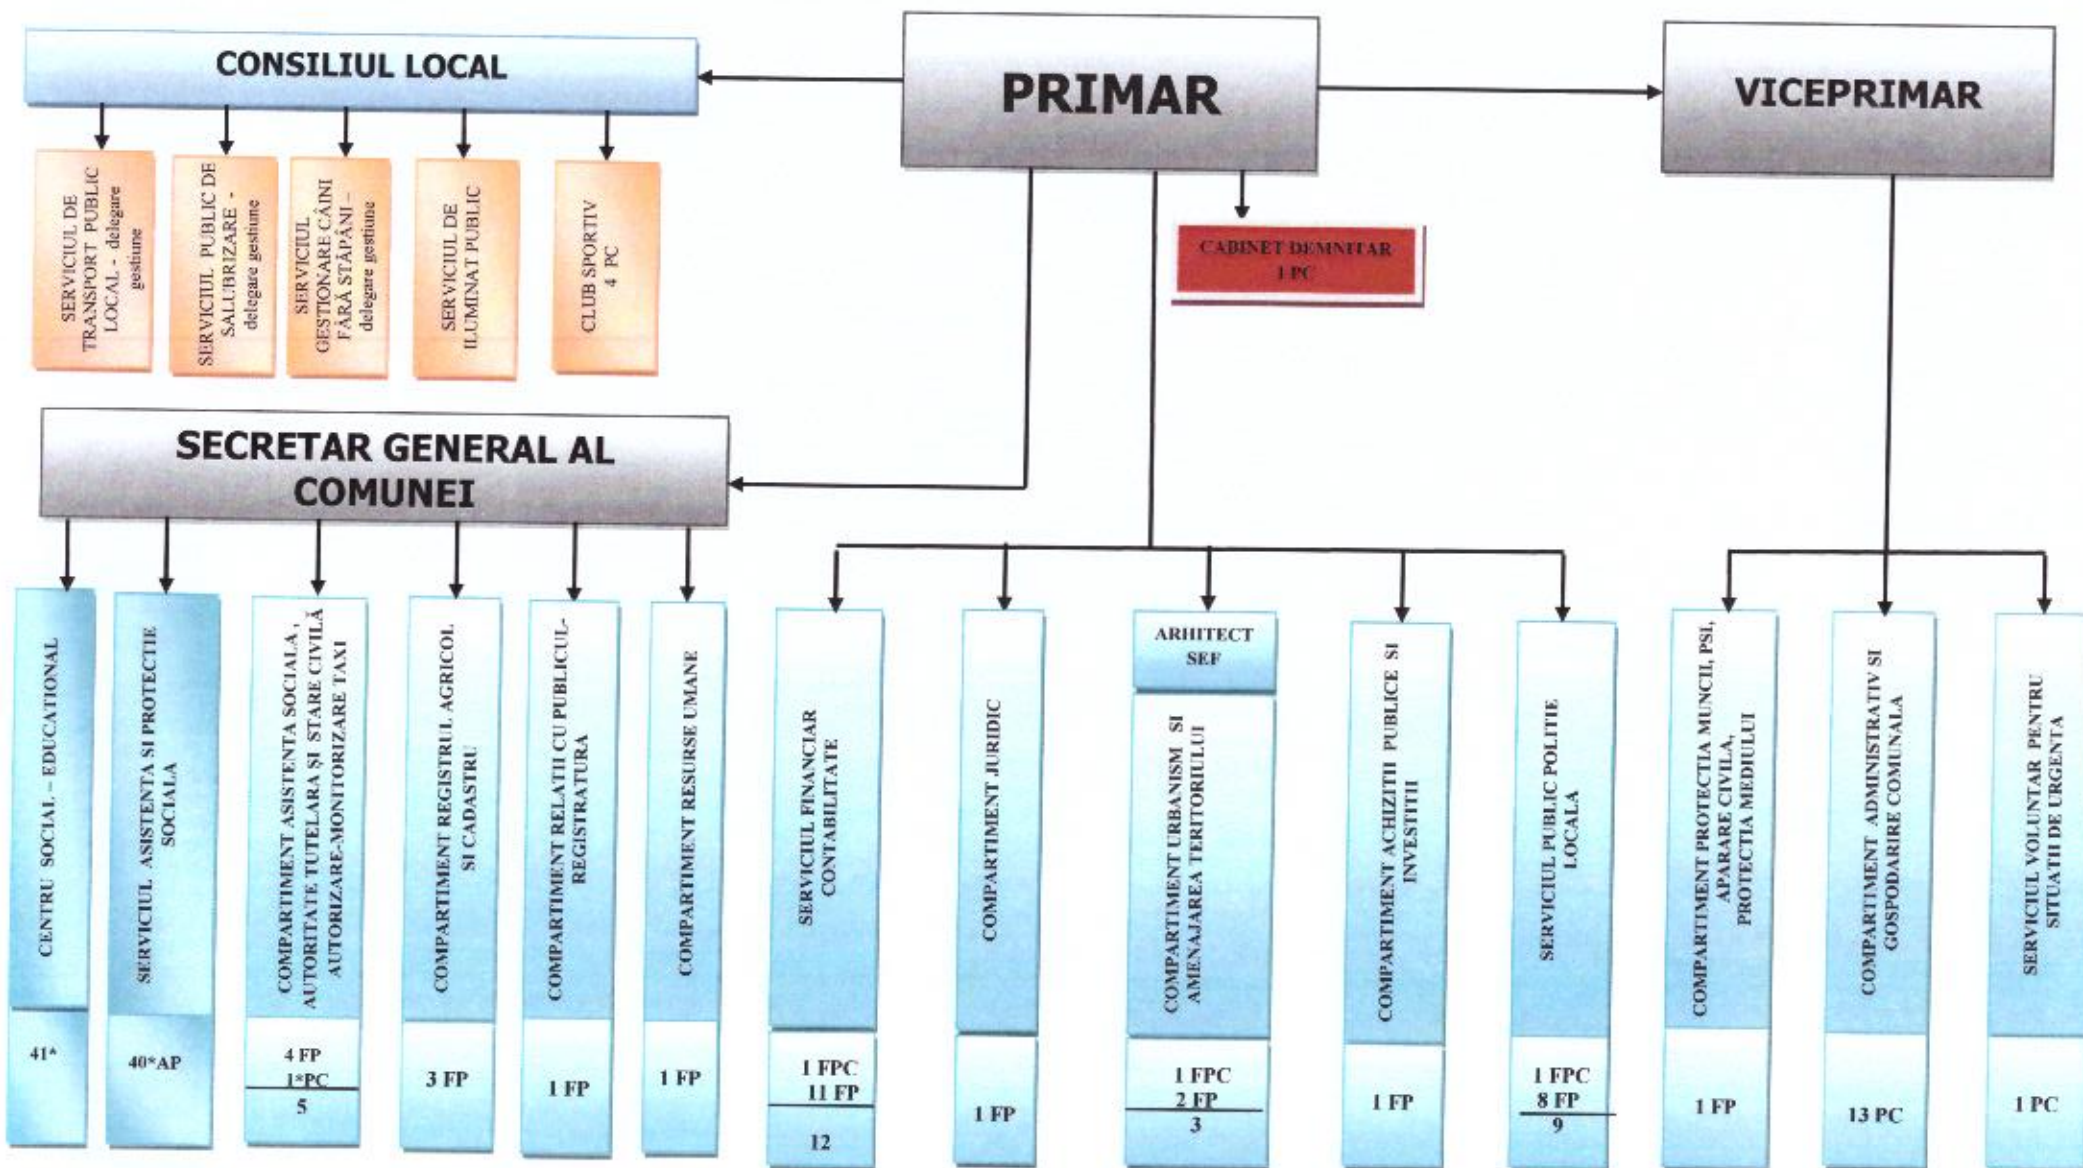 CONSILIUL LOCAL
PRIMAR
VICEPRIMAR
SERVICIUL DE
TRANSPORT PUBLIC
LOCAL - delegare
gestiune
SERVICIUL PUBLIC DE
SALUBRIZARE -
delegare gestiune
SERVICIUL
GESTIONARE CÂINI
FĂRĂ STĂPÂNI –
delegare gestiune
SERVICIUL DE
ILUMINAT PUBLIC
CLUB SPORTIV
4 PC
CABINET DEMNITAR
1 PC
SECRETAR GENERAL AL
COMUNEI
CENTRU SOCIAL – EDUCATIONAL
41*
SERVICIUL ASISTENTA SI PROTECTIE
SOCIALA
40*AP
COMPARTIMENT ASISTENTA SOCIALA ,
AUTORITATE TUTELARA ȘI STARE CIVILĂ
AUTORIZARE-MONITORIZARE TAXI
4 FP
1*PC
5
COMPARTIMENT REGISTRUL AGRICOL
SI CADASTRU
3 FP
COMPARTIMENT RELATII CU PUBLICUL-
REGISTRATURA
1 FP
COMPARTIMENT RESURSE UMANE
1 FP
SERVICIUL FINANCIAR
CONTABILITATE
1 FPC
11 FP
12
COMPARTIMENT JURIDIC
1 FP
ARHITECT
SEF
COMPARTIMENT URBANISM SI
AMENAJAREA TERITORIULUI
1 FPC
2 FP
3
COMPARTIMENT ACHIZITII PUBLICE SI
INVESTITII
1 FP
SERVICIUL PUBLIC POLITIE
LOCALA
1 FPC
8 FP
9
COMPARTIMENT PROTECTIA MUNCII, PSI,
APARARE CIVILA,
PROTECTIA MEDIULUI
1 FP
COMPARTIMENT ADMINISTRATIV SI
GOSPODARIRE COMUNALA
13 PC
SERVICIUL VOLUNTAR PENTRU
SITUATII DE URGENTA
1 PC